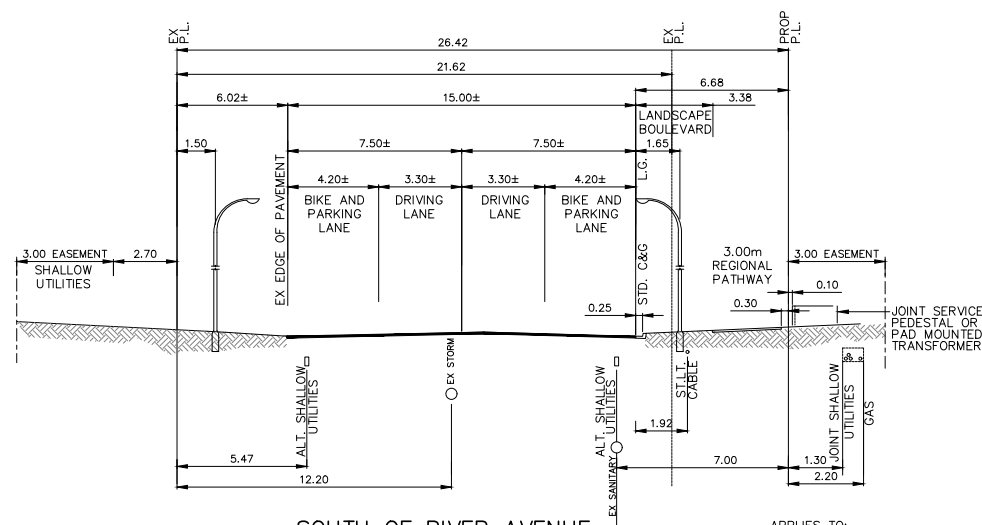 EX P.L.
EX P.L.
PROP P.L.
26.42
21.62
6.68
6.02±
15.00±
3.38
LANDSCAPE
BOULEVARD
1.50
7.50±
7.50±
1.65
EX EDGE OF PAVEMENT
L.G.
4.20±
3.30±
3.30±
4.20±
BIKE AND
PARKING
LANE
DRIVING
LANE
DRIVING
LANE
BIKE AND
PARKING
LANE
STD. C&G
3.00 EASEMENT
SHALLOW
UTILITIES
2.70
3.00m
REGIONAL
PATHWAY
3.00 EASEMENT
0.10
0.30
0.25
JOINT SERVICE
PEDESTAL OR
PAD MOUNTED
TRANSFORMER
ALT. SHALLOW
UTILITIES
EX STORM
ALT. SHALLOW
UTILITIES
ST.LT.
CABLE
JOINT SHALLOW
UTILITIES
GAS
1.92
5.47
EX SANITARY
7.00
1.30
12.20
2.20
SOUTH OF RIVER AVENUE
APPLIES TO: